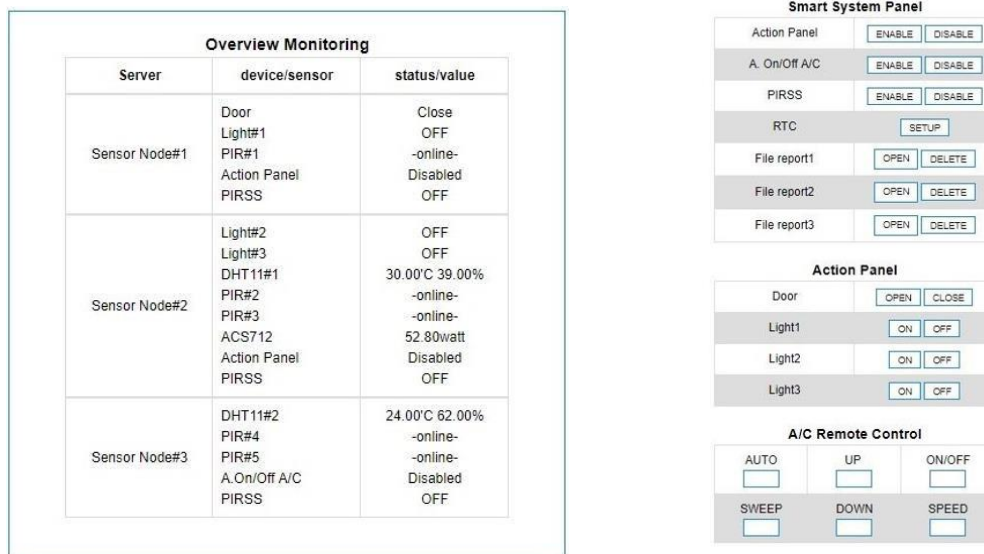 Overview Monitoring
Server device/sensor status/value
Sensor Node#1
Door Close
Light#1 OFF
PIR#1 -online-
Action Panel Disabled
PIRSS OFF
Sensor Node#2
Light#2 OFF
Light#3 OFF
DHT11#1 30.00'C 39.00%
PIR#2 -online-
PIR#3 -online-
ACS712 52.80watt
Action Panel Disabled
PIRSS OFF
Sensor Node#3
DHT11#2 24.00'C 62.00%
PIR#4 -online-
PIR#5 -online-
A.On/Off A/C Disabled
PIRSS OFF
Smart System Panel
Action Panel ENABLE DISABLE
A. On/Off A/C ENABLE DISABLE
PIRSS ENABLE DISABLE
RTC SETUP
File report1 OPEN DELETE
File report2 OPEN DELETE
File report3 OPEN DELETE
Action Panel
Door OPEN CLOSE
Light1 ON OFF
Light2 ON OFF
Light3 ON OFF
A/C Remote Control
AUTO UP ON/OFF
SWEEP DOWN SPEED